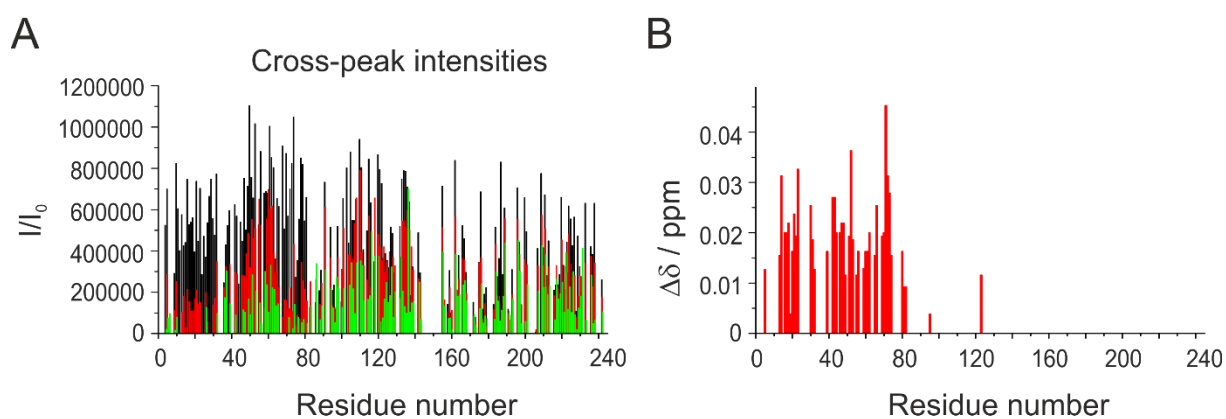 A
Cross-peak intensities
I/I₀
1200000
1000000
800000
600000
400000
200000
0
0 40 80 120 160 200 240
Residue number
B
Δδ / ppm
0.04
0.03
0.02
0.01
0
0 40 80 120 160 200 240
Residue number